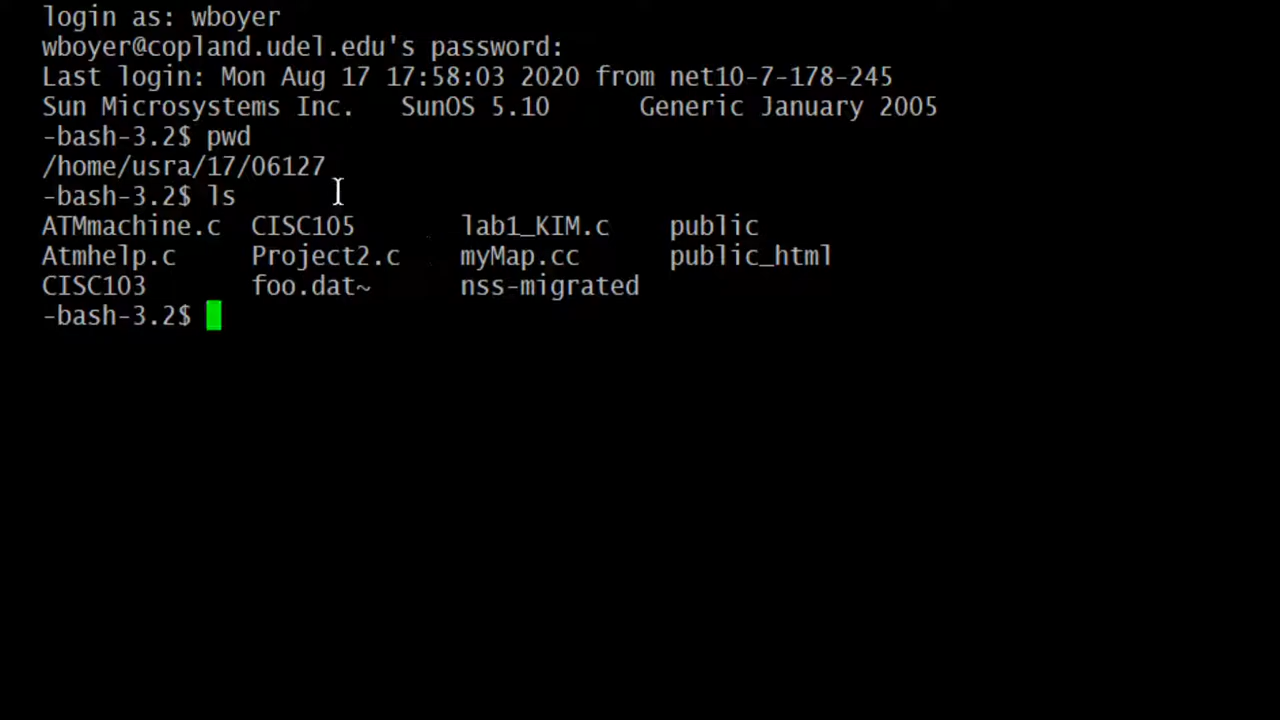 login as: wboyer
wboyer@copland.udel.edu's password:
Last login: Mon Aug 17 17:58:03 2020 from net10-7-178-245
Sun Microsystems Inc.   SunOS 5.10      Generic January 2005
-bash-3.2$ pwd
/home/usra/17/06127
-bash-3.2$ ls
ATMmachine.c  CISC105       lab1_KIM.c    public
Atmhelp.c     Project2.c    myMap.cc      public_html
CISC103       foo.dat~      nss-migrated
-bash-3.2$